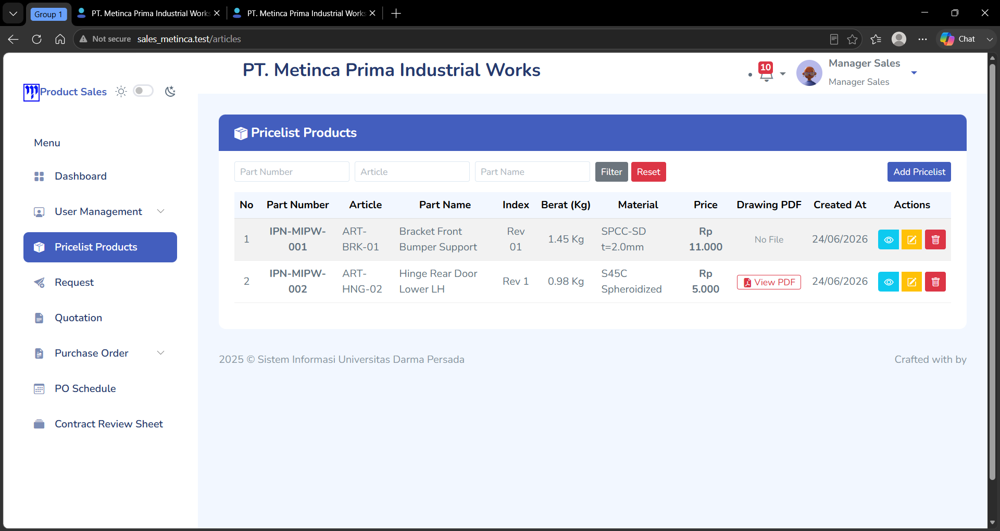 Group 1
PT. Metinca Prima Industrial Works
PT. Metinca Prima Industrial Works
Not secure
sales_metinca.test/articles
Chat
Product Sales
PT. Metinca Prima Industrial Works
10
Manager Sales
Manager Sales
Menu
Dashboard
User Management
Pricelist Products
Request
Quotation
Purchase Order
PO Schedule
Contract Review Sheet
Pricelist Products
Part Number
Article
Part Name
Filter
Reset
Add Pricelist
No Part Number Article Part Name Index Berat (Kg) Material Price Drawing PDF Created At Actions
1 IPN-MIPW-001 ART-BRK-01 Bracket Front Bumper Support Rev 01 1.45 Kg SPCC-SD t=2.0mm Rp 11.000 No File 24/06/2026
2 IPN-MIPW-002 ART-HNG-02 Hinge Rear Door Lower LH Rev 1 0.98 Kg S45C Spheroidized Rp 5.000 View PDF 24/06/2026
2025 © Sistem Informasi Universitas Darma Persada
Crafted with by